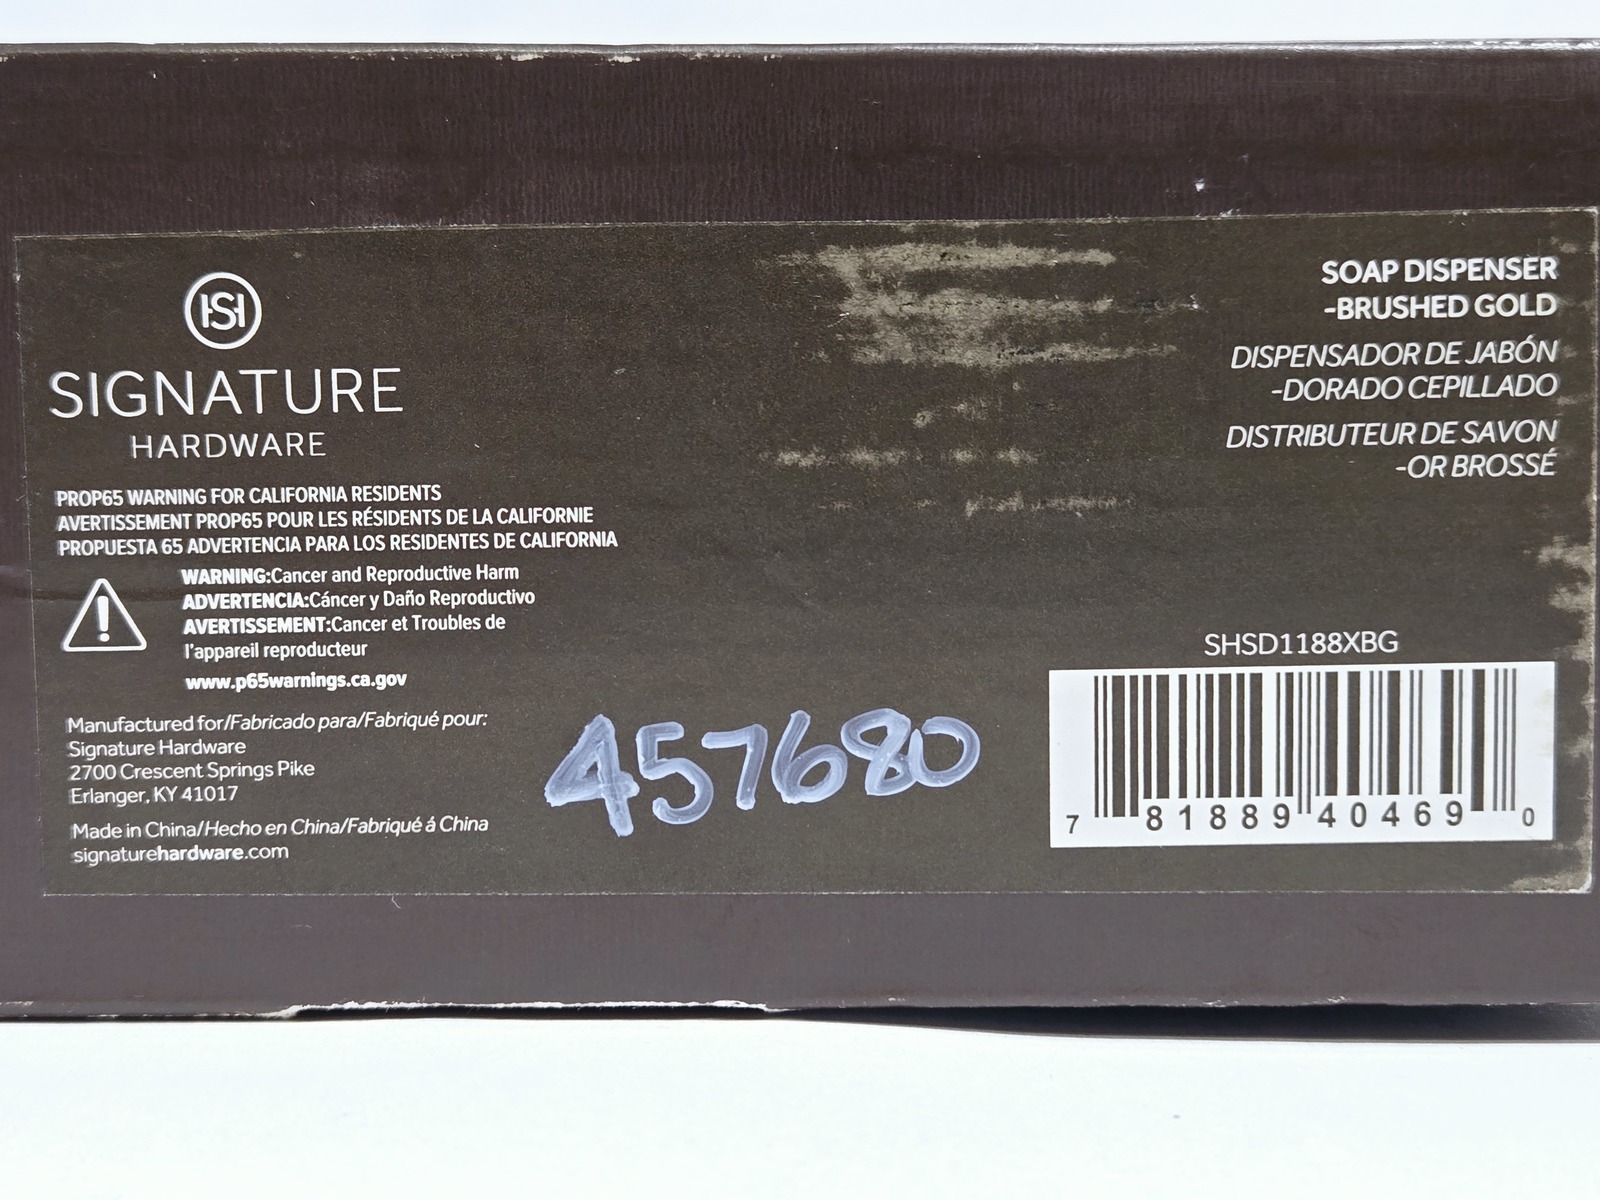 SIGNATURE
HARDWARE
PROP65 WARNING FOR CALIFORNIA RESIDENTS
AVERTISSEMENT PROP65 POUR LES RÉSIDENTS DE LA CALIFORNIE
PROPUESTA 65 ADVERTENCIA PARA LOS RESIDENTES DE CALIFORNIA
WARNING:Cancer and Reproductive Harm
ADVERTENCIA:Cáncer y Daño Reproductivo
AVERTISSEMENT:Cancer et Troubles de
l'appareil reproducteur
www.p65warnings.ca.gov
Manufactured for/Fabricado para/Fabriqué pour:
Signature Hardware
2700 Crescent Springs Pike
Erlanger, KY 41017
Made in China/Hecho en China/Fabriqué á China
signaturehardware.com
457680
SOAP DISPENSER
-BRUSHED GOLD
DISPENSADOR DE JABÓN
-DORADO CEPILLADO
DISTRIBUTEUR DE SAVON
-OR BROSSÉ
SHSD1188XBG
7 81889 40469 0